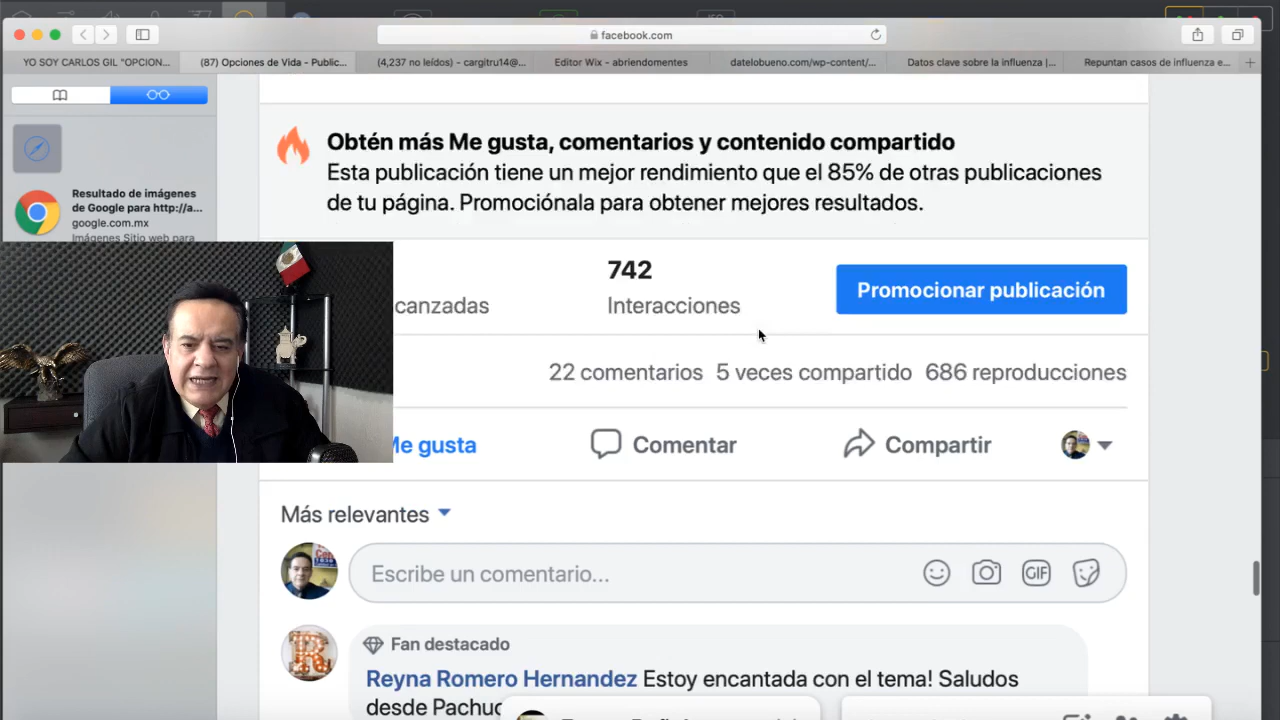 facebook.com
YO SOY CARLOS GIL "OPCION...
(87) Opciones de Vida - Public...
(4,237 no leídos) - cargitru14@...
Editor Wix - abriendomentes
datelobueno.com/wp-content/...
Datos clave sobre la influenza |...
Repuntan casos de influenza e...
Resultado de imágenes
de Google para http://a...
google.com.mx
Imágenes Sitio web para
Obtén más Me gusta, comentarios y contenido compartido
Esta publicación tiene un mejor rendimiento que el 85% de otras publicaciones
de tu página. Promociónala para obtener mejores resultados.
742
canzadas
Interacciones
Promocionar publicación
22 comentarios 5 veces compartido 686 reproducciones
Me gusta
Comentar
Compartir
Más relevantes
Escribe un comentario...
GIF
Fan destacado
Reyna Romero Hernandez Estoy encantada con el tema! Saludos
desde Pachuc